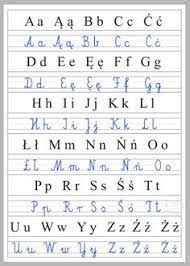 Aa Ąą Bb Cc Ćć
Aa Ąą Bb Cc Ćć
Dd Ee Ęę Ff Gg
Dd Ee Ęę Ff Gg
Hh Ii Jj Kk Ll
Hh Ii Jj Kk Ll
Łł Mm Nn Ńń Oo
Łł Mm Nn Ńń Oo
Pp Rr Ss Śś Tt
Pp Rr Ss Śś Tt
Uu Ww Yy Zz Źź Żż
Uu Ww Yy Zz Źź Żż